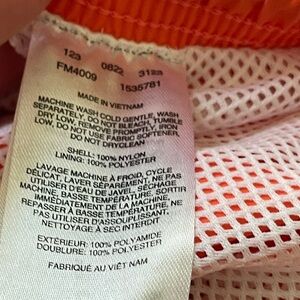 123 0822 3123
FM4009 1535781
MADE IN VIETNAM
MACHINE WASH COLD GENTLE, WASH
SEPARATELY, DO NOT BLEACH, TUMBLE
DRY LOW, REMOVE PROMPTLY, IRON
LOW, DO NOT USE FABRIC SOFTENER,
DO NOT DRYCLEAN
SHELL: 100% NYLON
LINING: 100% POLYESTER
LAVAGE MACHINE À FROID, CYCLE
DÉLICAT, LAVER SÉPARÉMENT, NE PAS
UTILISER D'EAU DE JAVEL, SÉCHAGE
MACHINE, BASSE TEMPÉRATURE, SORTIR
IMMÉDIATEMENT DE LA MACHINE,
REPASSAGE BASSE TEMPÉRATURE, NE
PAS UTILISER D'ASSOUPLISSANT.
NETTOYAGE À SEC INTERDIT
EXTÉRIEUR: 100% POLYAMIDE
DOUBLURE: 100% POLYESTER
FABRIQUÉ AU VIÊT NAM